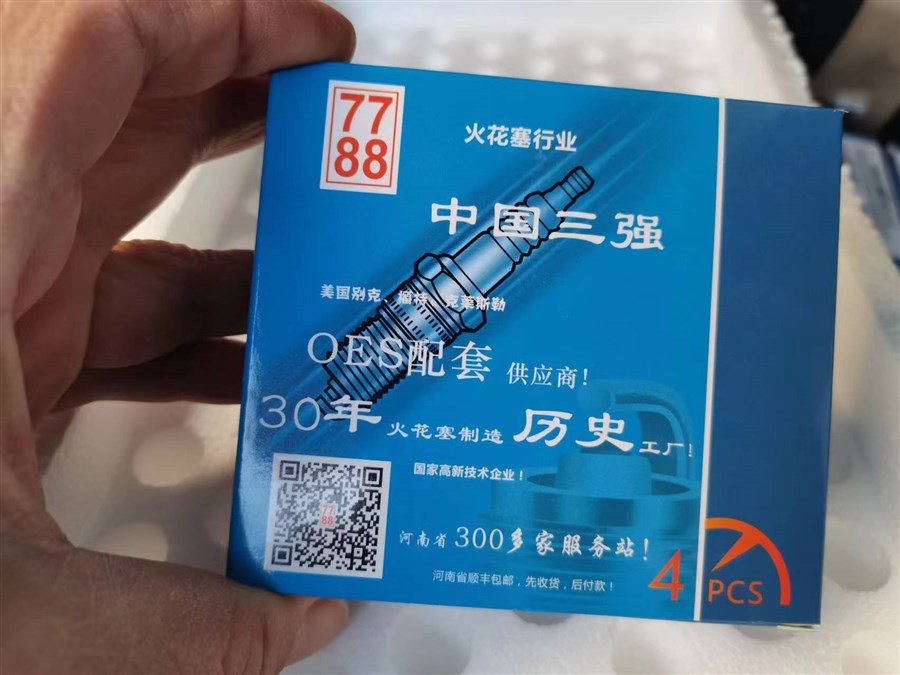 77
88
火花塞行业
中国三强
美国别克、福特、克莱斯勒
OES配套 供应商！
30年 火花塞制造 历史 工厂！
国家高新技术企业！
77
88
河南省 300多家服务站！
河南省顺丰包邮，先收货，后付款！
4 PCS